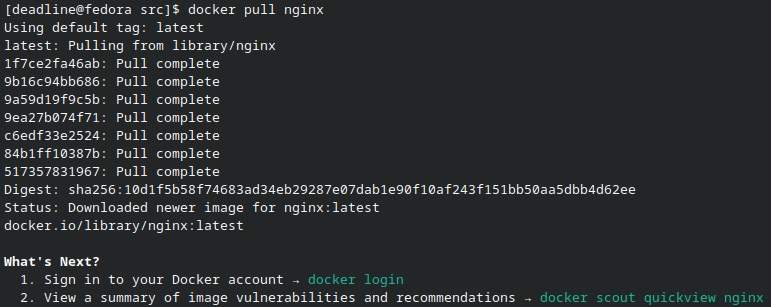 [deadline@fedora src]$ docker pull nginx
Using default tag: latest
latest: Pulling from library/nginx
1f7ce2fa46ab: Pull complete
9b16c94bb686: Pull complete
9a59d19f9c5b: Pull complete
9ea27b074f71: Pull complete
c6edf33e2524: Pull complete
84b1ff10387b: Pull complete
517357831967: Pull complete
Digest: sha256:10d1f5b58f74683ad34eb29287e07dab1e90f10af243f151bb50aa5dbb4d62ee
Status: Downloaded newer image for nginx:latest
docker.io/library/nginx:latest
What's Next?
1. Sign in to your Docker account → docker login
2. View a summary of image vulnerabilities and recommendations → docker scout quickview nginx